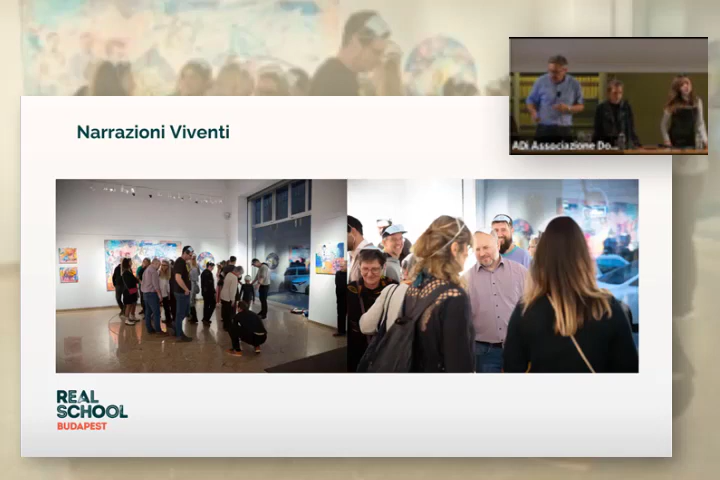 Narrazioni Viventi
ADi Associazione Do...
REAL
SCHOOL
BUDAPEST